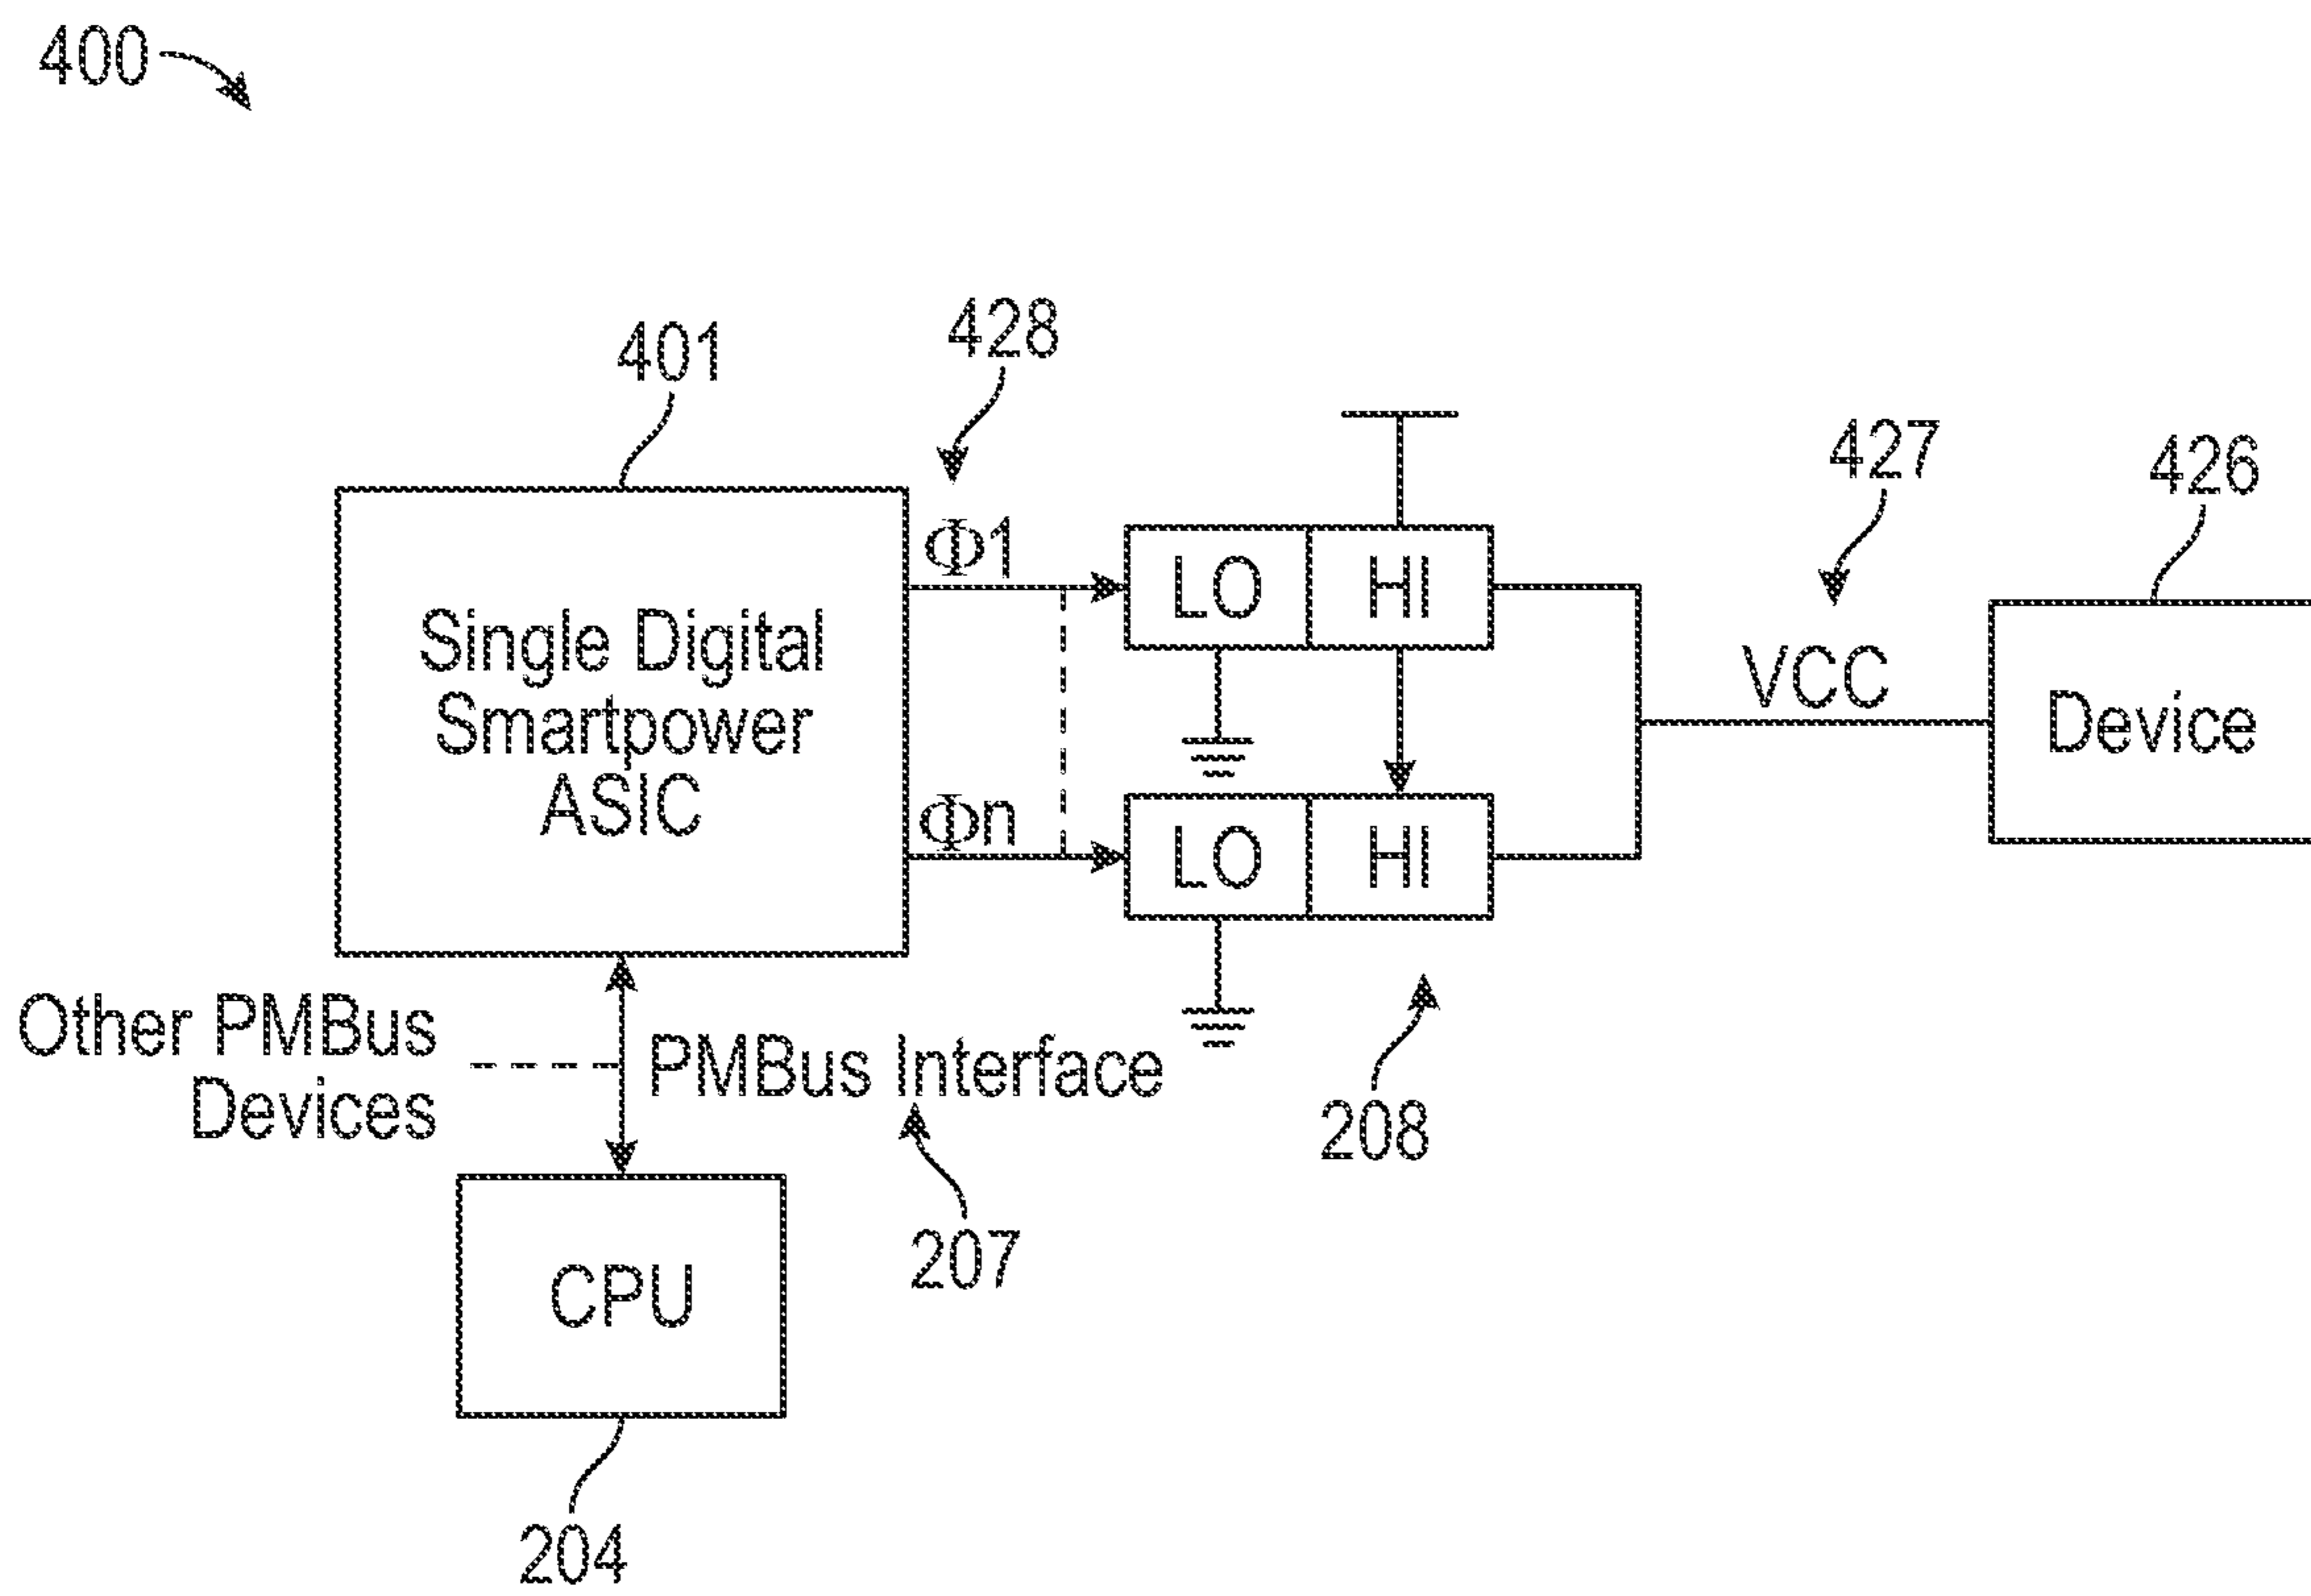 400
401
428
427
426
Φ1
LO HI
Single Digital
Smartpower
ASIC
VCC
Device
Φn
LO HI
Other PMBus
Devices
PMBus Interface
208
207
CPU
204